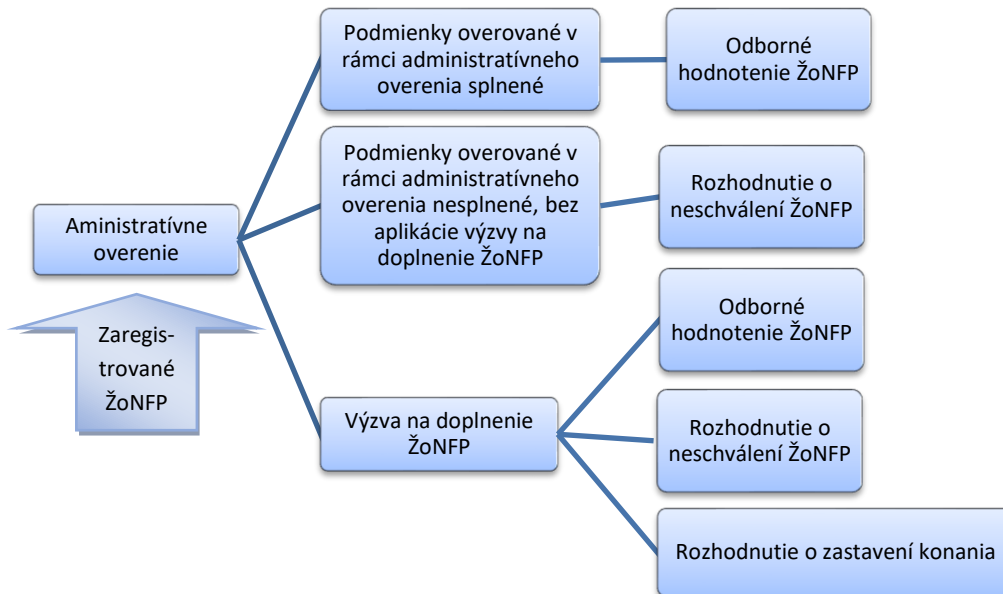 Podmienky overované v
rámci administratívneho
overenia splnené
Odborné
hodnotenie ŽoNFP
Podmienky overované v
rámci administratívneho
overenia nesplnené, bez
aplikácie výzvy na
doplnenie ŽoNFP
Rozhodnutie o
neschválení ŽoNFP
Aministratívne
overenie
Zaregis-
trované
ŽoNFP
Odborné
hodnotenie ŽoNFP
Výzva na doplnenie
ŽoNFP
Rozhodnutie o
neschválení ŽoNFP
Rozhodnutie o zastavení konania